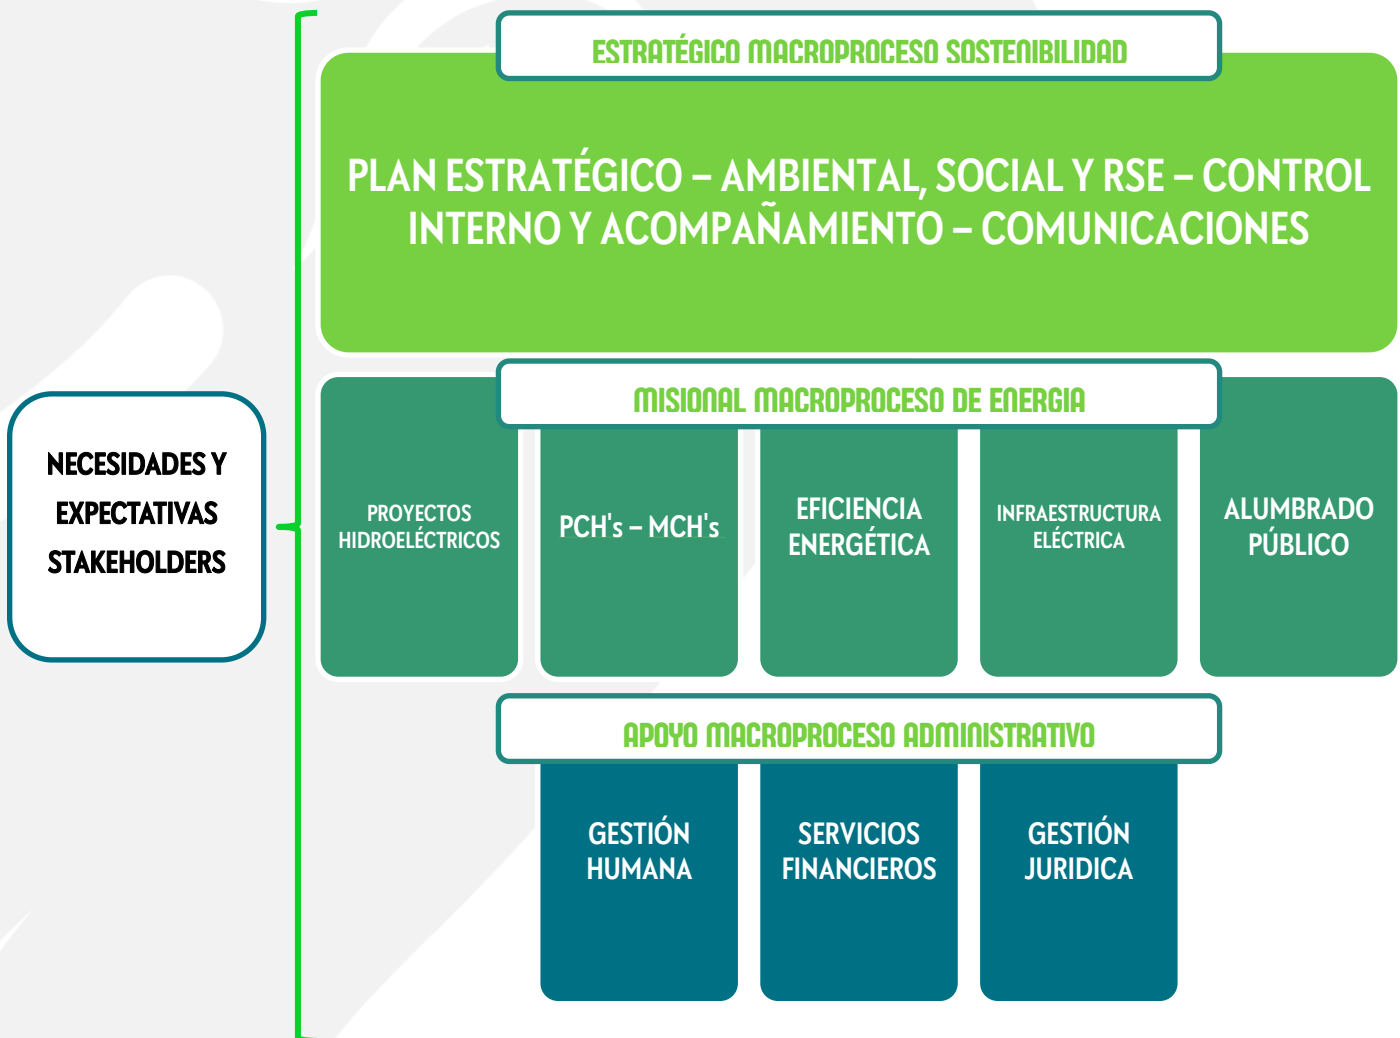 ESTRATÉGICO MACROPROCESO SOSTENIBILIDAD
PLAN ESTRATÉGICO – AMBIENTAL, SOCIAL Y RSE – CONTROL
INTERNO Y ACOMPAÑAMIENTO – COMUNICACIONES
NECESIDADES Y
EXPECTATIVAS
STAKEHOLDERS
MISIONAL MACROPROCESO DE ENERGIA
PROYECTOS
HIDROELÉCTRICOS
PCH's – MCH's
EFICIENCIA
ENERGÉTICA
INFRAESTRUCTURA
ELÉCTRICA
ALUMBRADO
PÚBLICO
APOYO MACROPROCESO ADMINISTRATIVO
GESTIÓN
HUMANA
SERVICIOS
FINANCIEROS
GESTIÓN
JURIDICA